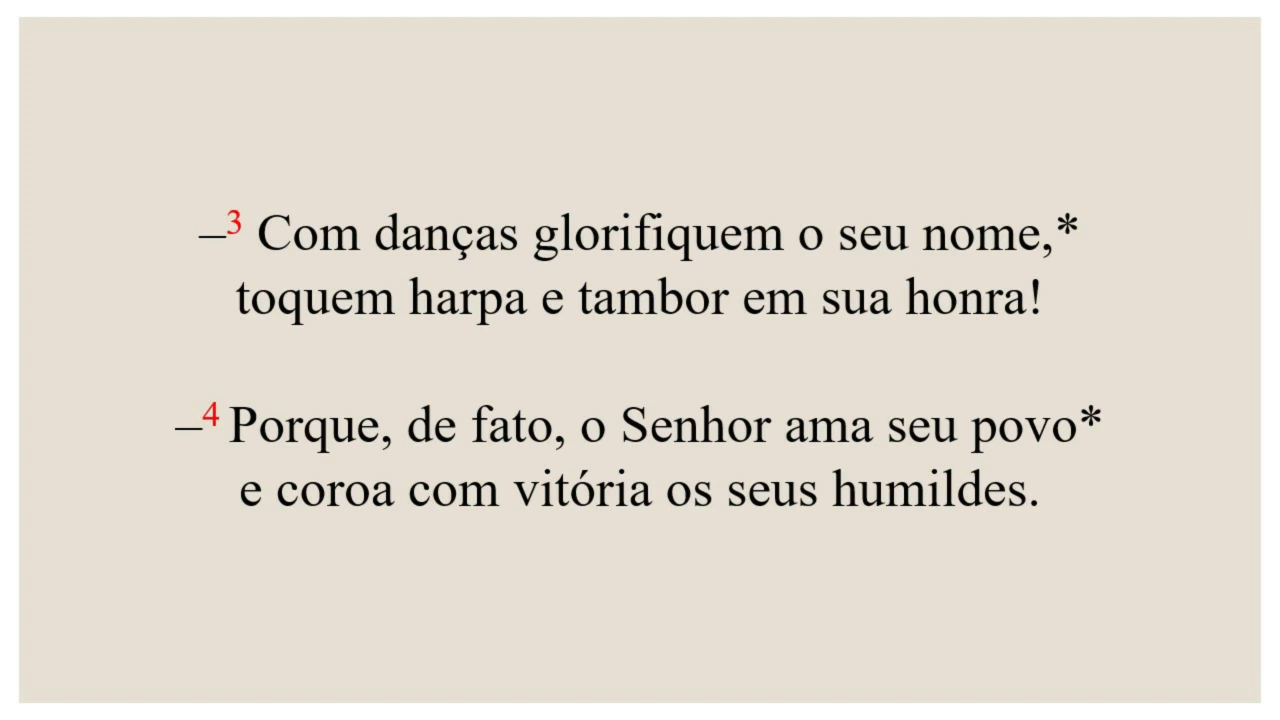 –3 Com danças glorifiquem o seu nome,*
toquem harpa e tambor em sua honra!
–4 Porque, de fato, o Senhor ama seu povo*
e coroa com vitória os seus humildes.